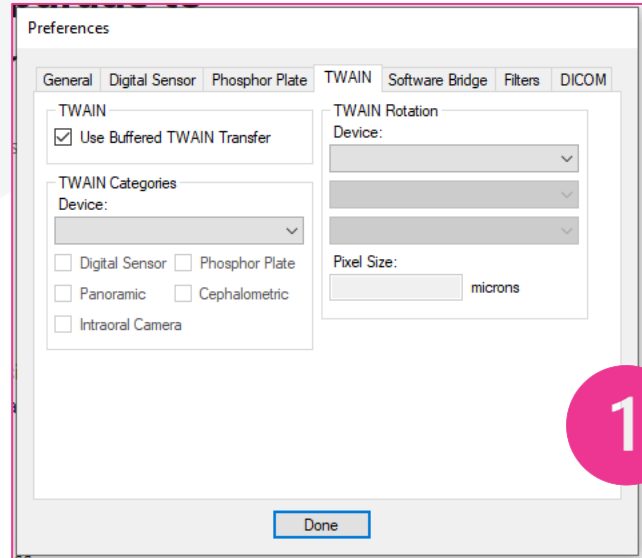 Preferences
General Digital Sensor Phosphor Plate TWAIN Software Bridge Filters DICOM
TWAIN
Use Buffered TWAIN Transfer
TWAIN Categories
Device:
Digital Sensor Phosphor Plate
Panoramic Cephalometric
Intraoral Camera
TWAIN Rotation
Device:
Pixel Size:
microns
1
Done